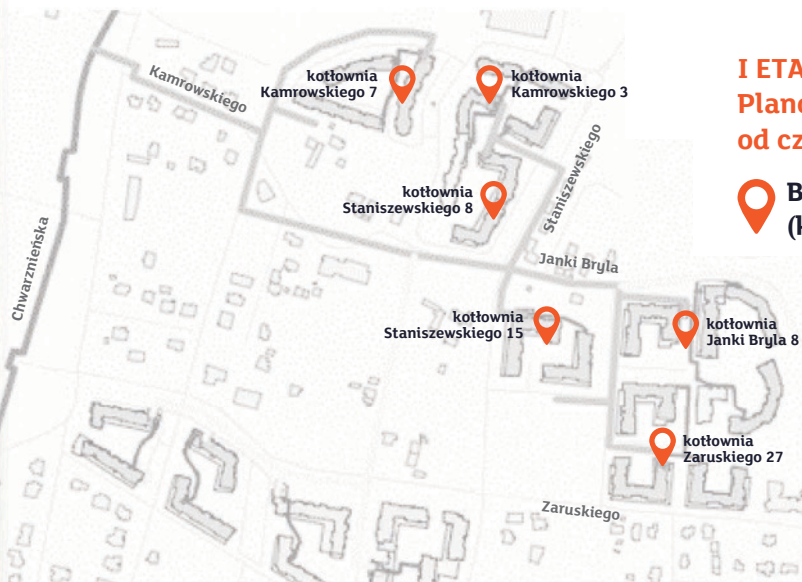 I ETA
Plano
od cz
B
(k
kotłownia
Kamrowskiego 7
kotłownia
Kamrowskiego 3
Kamrowskiego
kotłownia
Staniszewskiego 8
Staniszewskiego
Chwarznieńska
Janki Bryla
kotłownia
Staniszewskiego 15
kotłownia
Janki Bryla 8
kotłownia
Zaruskiego 27
Zaruskiego